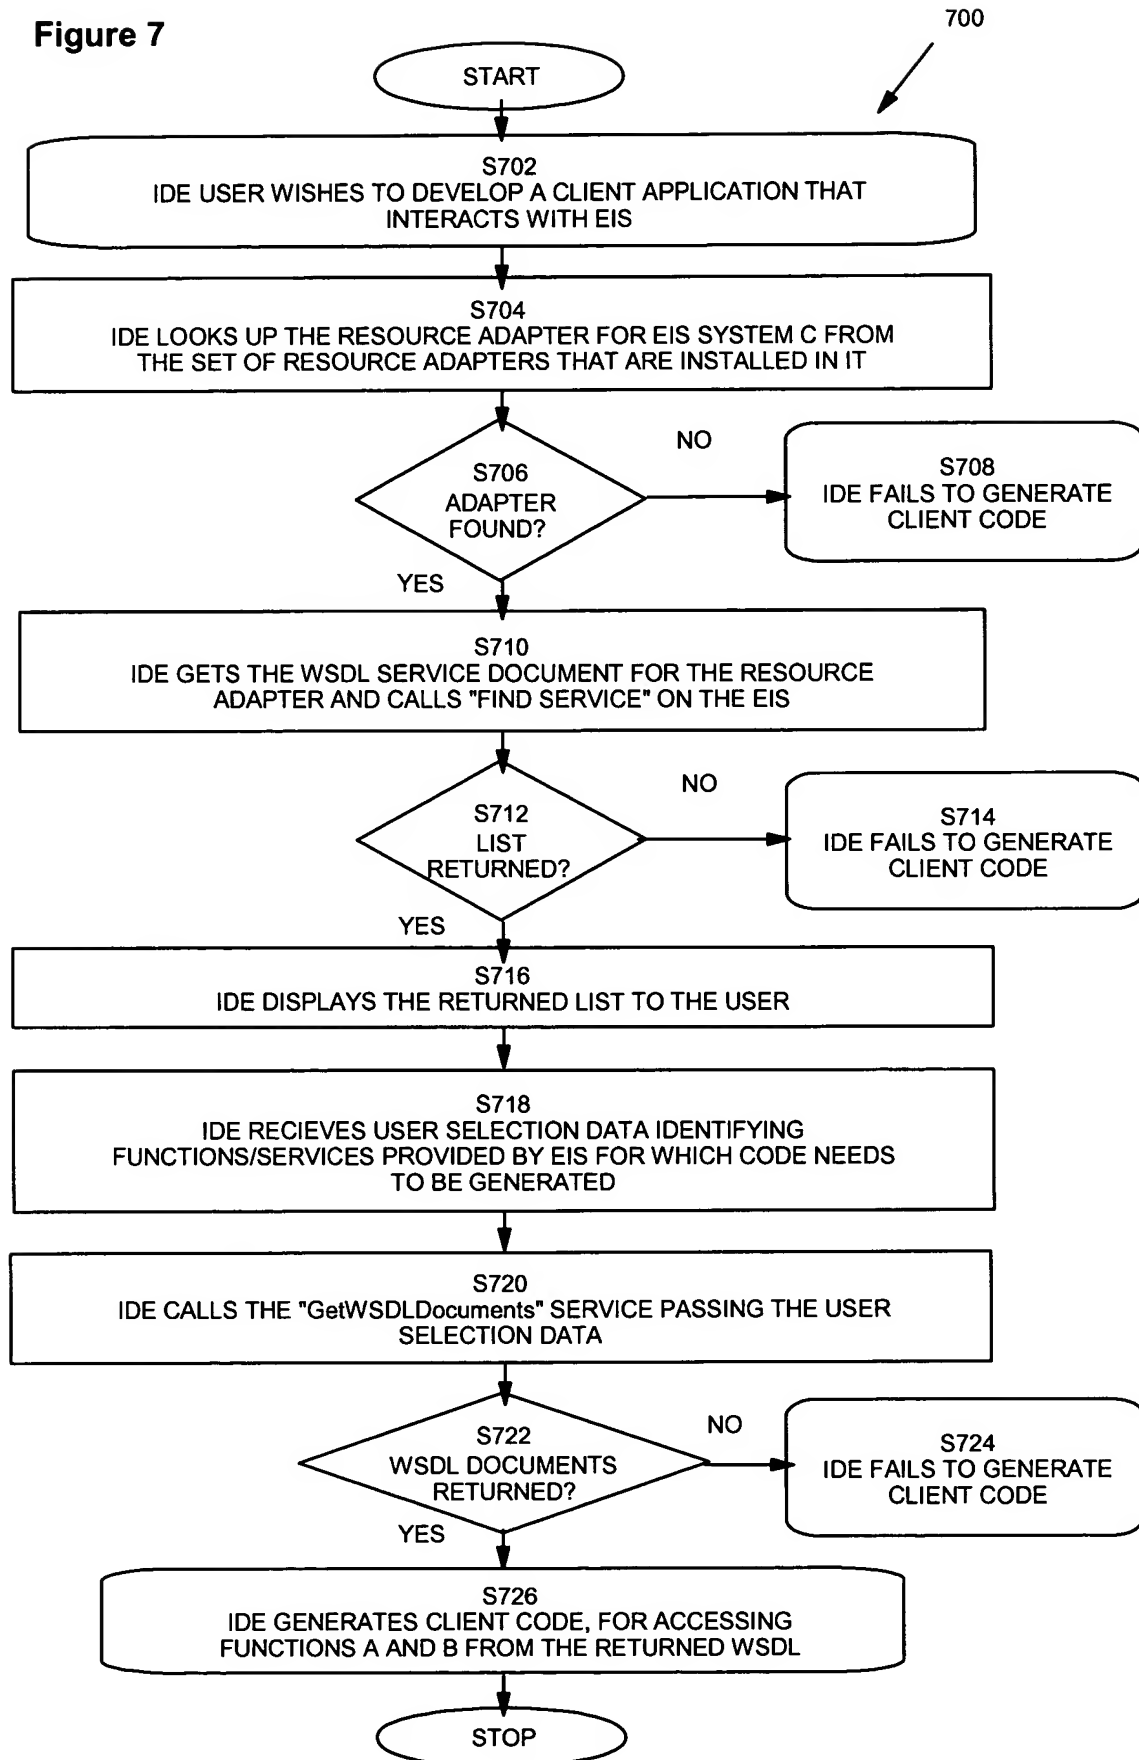 Figure 7
700
START
S702
IDE USER WISHES TO DEVELOP A CLIENT APPLICATION THAT
INTERACTS WITH EIS
S704
IDE LOOKS UP THE RESOURCE ADAPTER FOR EIS SYSTEM C FROM
THE SET OF RESOURCE ADAPTERS THAT ARE INSTALLED IN IT
S706
ADAPTER
FOUND?
NO
S708
IDE FAILS TO GENERATE
CLIENT CODE
YES
S710
IDE GETS THE WSDL SERVICE DOCUMENT FOR THE RESOURCE
ADAPTER AND CALLS "FIND SERVICE" ON THE EIS
S712
LIST
RETURNED?
NO
S714
IDE FAILS TO GENERATE
CLIENT CODE
YES
S716
IDE DISPLAYS THE RETURNED LIST TO THE USER
S718
IDE RECIEVES USER SELECTION DATA IDENTIFYING
FUNCTIONS/SERVICES PROVIDED BY EIS FOR WHICH CODE NEEDS
TO BE GENERATED
S720
IDE CALLS THE "GetWSDLDocuments" SERVICE PASSING THE USER
SELECTION DATA
S722
WSDL DOCUMENTS
RETURNED?
NO
S724
IDE FAILS TO GENERATE
CLIENT CODE
YES
S726
IDE GENERATES CLIENT CODE, FOR ACCESSING
FUNCTIONS A AND B FROM THE RETURNED WSDL
STOP